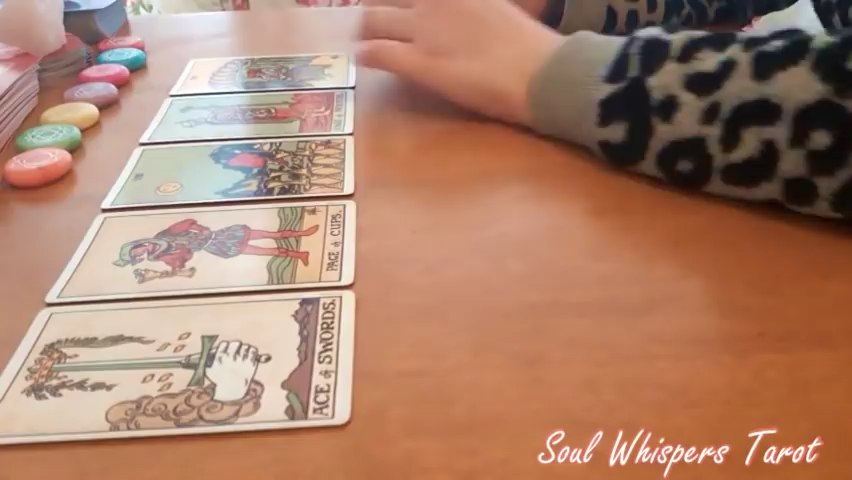 PAGE of CUPS.
ACE of SWORDS.
Soul Whispers Tarot